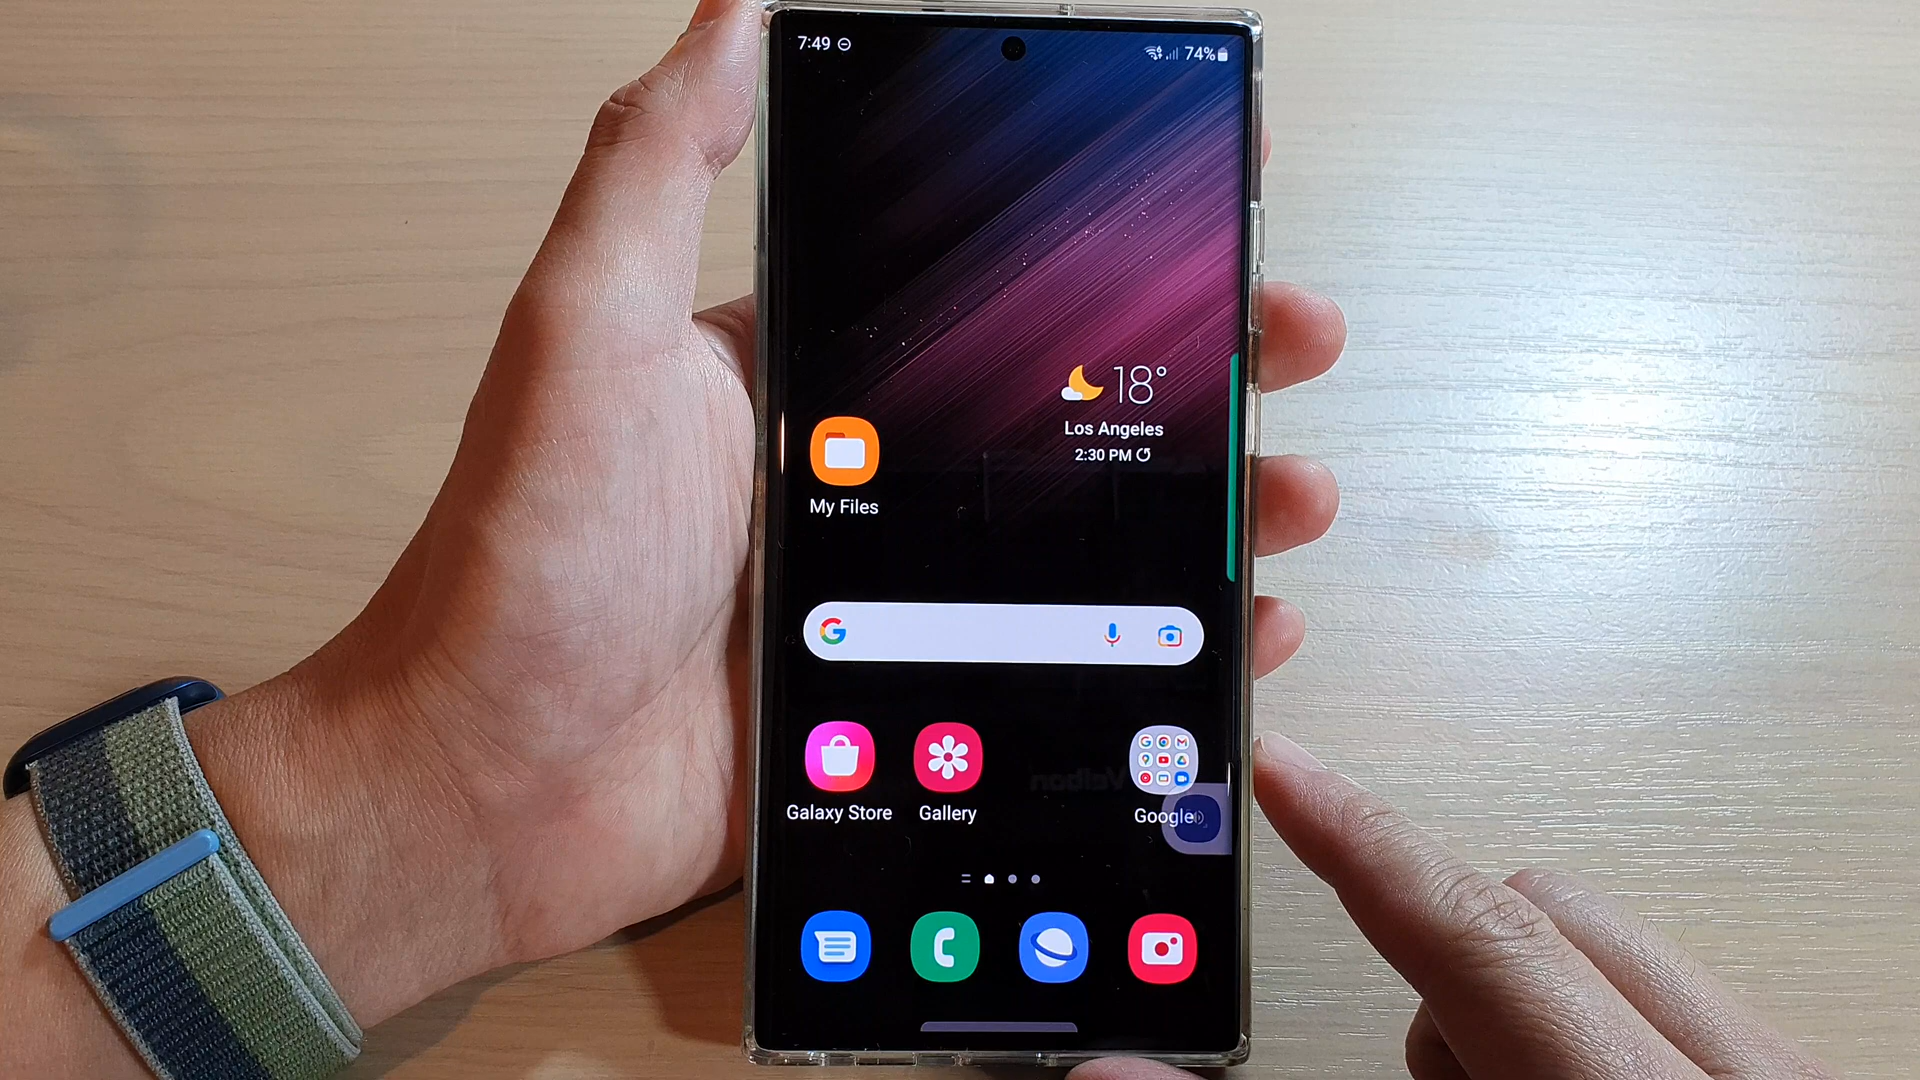 7:49
74%
18°
Los Angeles
2:30 PM
My Files
G
Galaxy Store
Gallery
Google